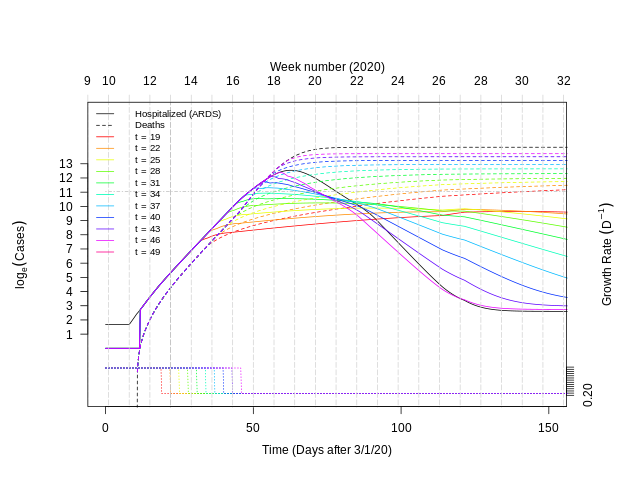 Week number (2020)
9 10 12 14 16 18 20 22 24 26 28 30 32
Hospitalized (ARDS)
Deaths
t = 19
t = 22
t = 25
t = 28
t = 31
t = 34
t = 37
t = 40
t = 43
t = 46
t = 49
13
12
11
10
9
8
7
6
5
4
3
2
1
logₑ(Cases)
Growth Rate (D⁻¹)
0.20
0 50 100 150
Time (Days after 3/1/20)